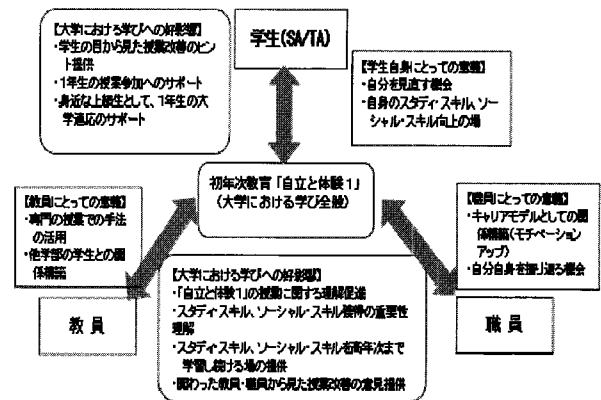 【大学における学びへの好影響】
・学生の目から見た授業改善のヒン
ト提供
・1年生の授業参加へのサポート
・身近な上級生として、1年生の大
学適応のサポート
学生(SA/TA)
【学生自身にとっての意義】
・自分を見直す機会
・自身のスタディ・スキル、ソー
シャル・スキル向上の場
初年次教育「自立と体験1」
(大学における学び全般)
【教員にとっての意義】
・専門の授業での手法
の活用
・他学部の学生との関
係構築
教 員
【大学における学びへの好影響】
・「自立と体験1」の授業に関する理解促進
・スタディ・スキル、ソーシャル・スキル獲得の重要性
理解
・スタディ・スキル、ソーシャル・スキルを高年次まで
学習し続ける場の提供
・関わった教員・職員から見た授業改善の意見提供
【職員にとっての意義】
・キャリアモデルとしての関
係構築(モチベーション
アップ)
・自分自身を振り返る機会
職 員